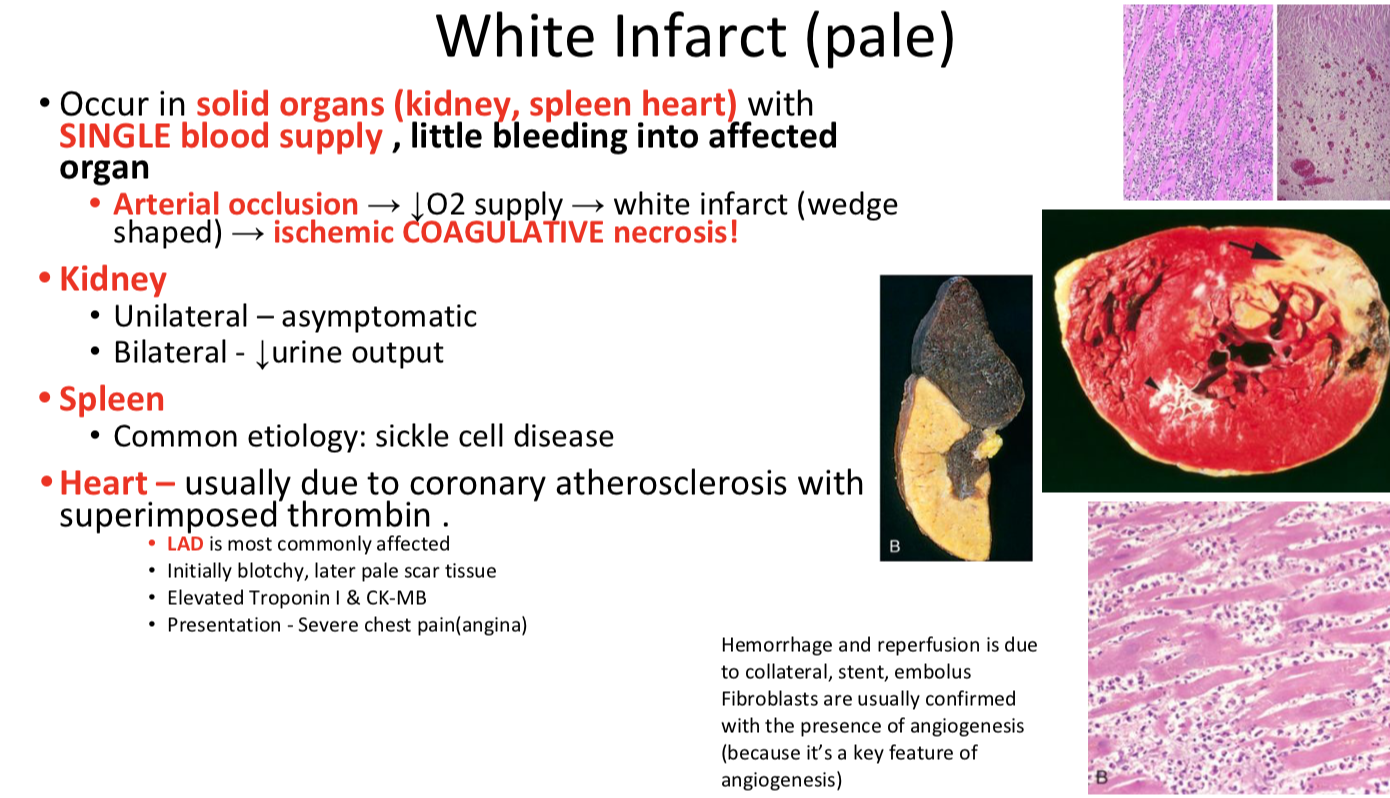 White Infarct (pale)
• Occur in solid organs (kidney, spleen heart) with
SINGLE blood supply , little bleeding into affected
organ
• Arterial occlusion → ↓O2 supply → white infarct (wedge
shaped) → ischemic COAGULATIVE necrosis!
• Kidney
• Unilateral – asymptomatic
• Bilateral - ↓urine output
• Spleen
• Common etiology: sickle cell disease
• Heart – usually due to coronary atherosclerosis with
superimposed thrombin .
• LAD is most commonly affected
• Initially blotchy, later pale scar tissue
• Elevated Troponin I & CK-MB
• Presentation - Severe chest pain(angina)
B
Hemorrhage and reperfusion is due
to collateral, stent, embolus
Fibroblasts are usually confirmed
with the presence of angiogenesis
(because it’s a key feature of
angiogenesis)
B